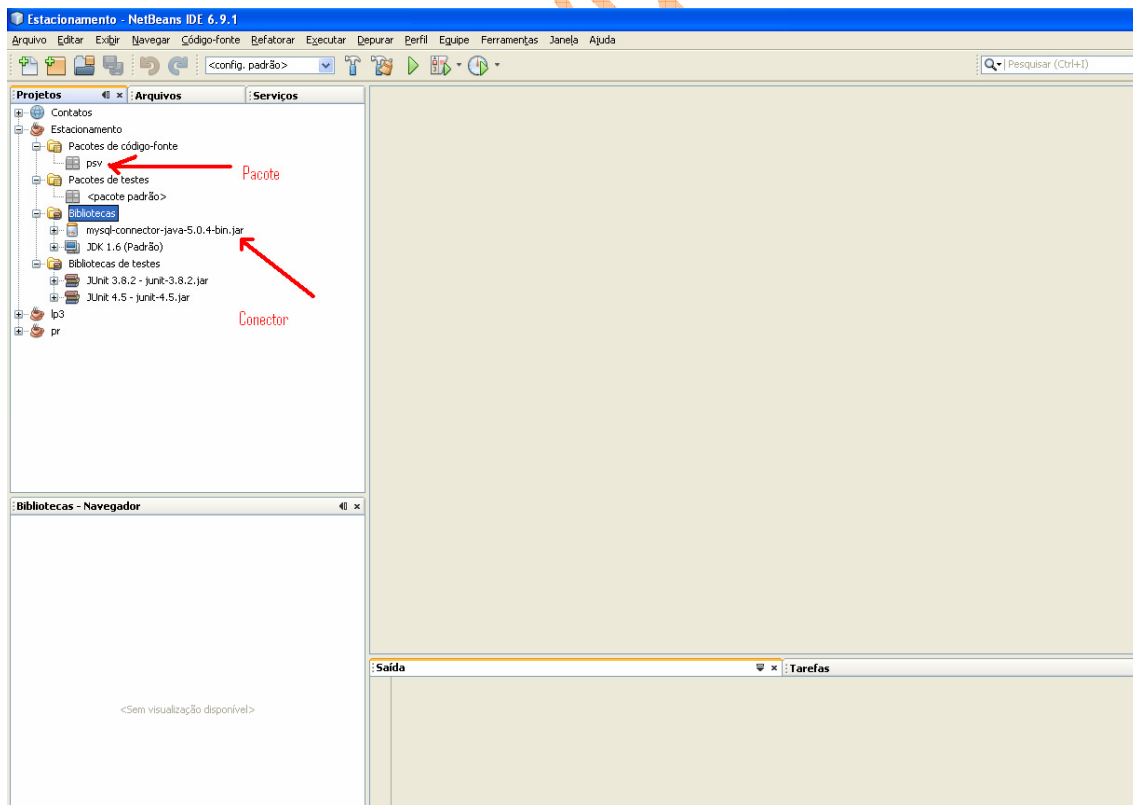 Estacionamento - NetBeans IDE 6.9.1
Arquivo Editar Exibir Navegar Código-fonte Refatorar Executar Depurar Perfil Equipe Ferramentas Janela Ajuda
<config. padrão>
Pesquisar (Ctrl+I)
Projetos Arquivos Serviços
Contatos
Estacionamento
Pacotes de código-fonte
psv
Pacote
Pacotes de testes
<pacote padrão>
Bibliotecas
mysql-connector-java-5.0.4-bin.jar
JDK 1.6 (Padrão)
Bibliotecas de testes
JUnit 3.8.2 - junit-3.8.2.jar
JUnit 4.5 - junit-4.5.jar
lp3
Conector
pr
Bibliotecas - Navegador
<Sem visualização disponível>
Saída Tarefas